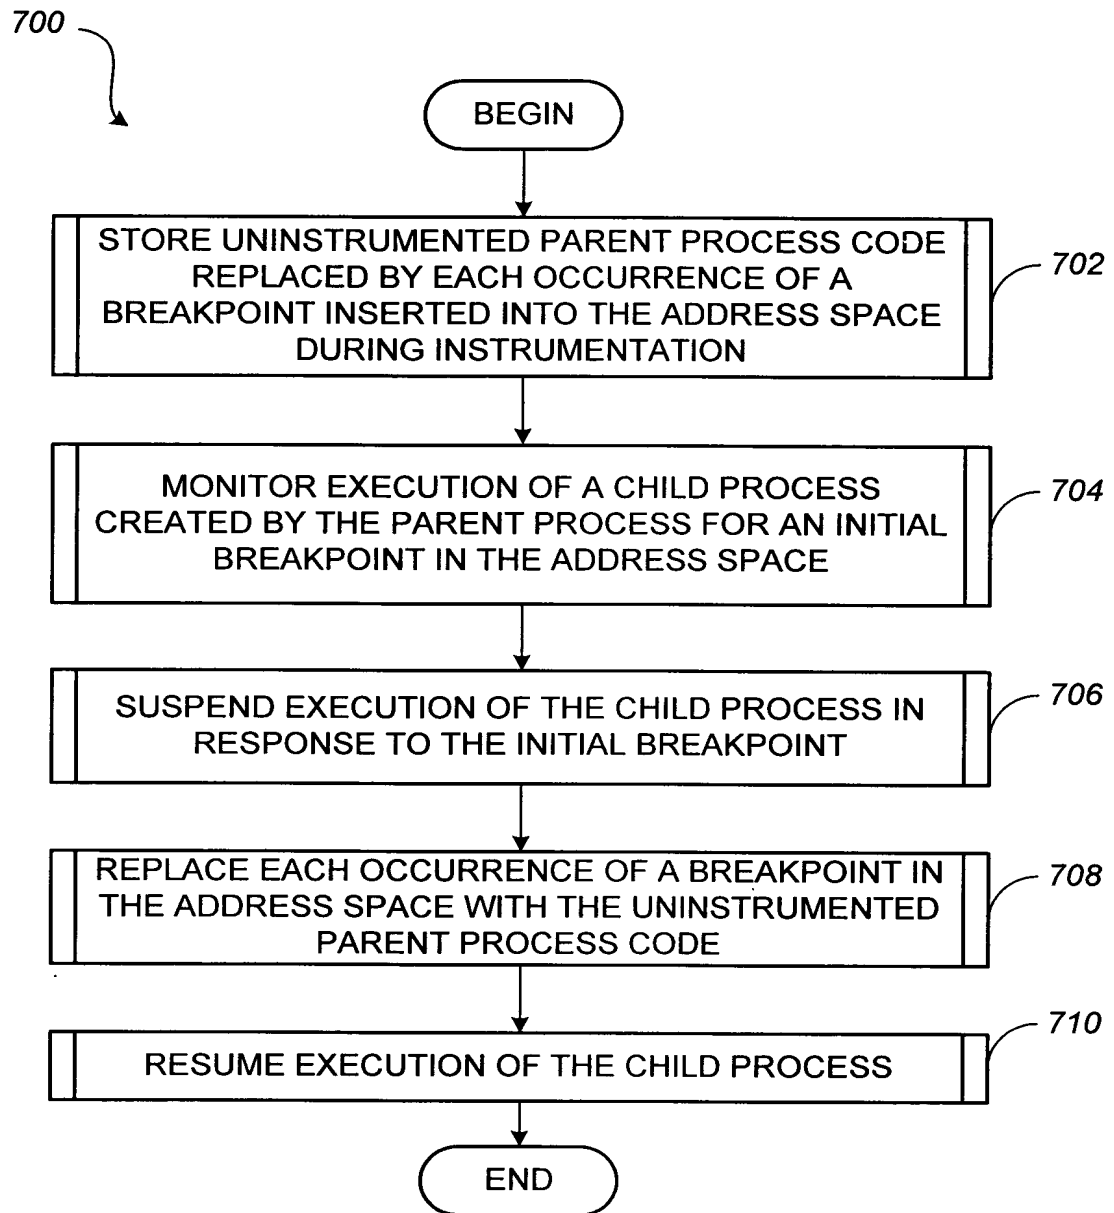 700
BEGIN
STORE UNINSTRUMENTED PARENT PROCESS CODE
REPLACED BY EACH OCCURRENCE OF A
BREAKPOINT INSERTED INTO THE ADDRESS SPACE
DURING INSTRUMENTATION
702
MONITOR EXECUTION OF A CHILD PROCESS
CREATED BY THE PARENT PROCESS FOR AN INITIAL
BREAKPOINT IN THE ADDRESS SPACE
704
SUSPEND EXECUTION OF THE CHILD PROCESS IN
RESPONSE TO THE INITIAL BREAKPOINT
706
REPLACE EACH OCCURRENCE OF A BREAKPOINT IN
THE ADDRESS SPACE WITH THE UNINSTRUMENTED
PARENT PROCESS CODE
708
RESUME EXECUTION OF THE CHILD PROCESS
710
END